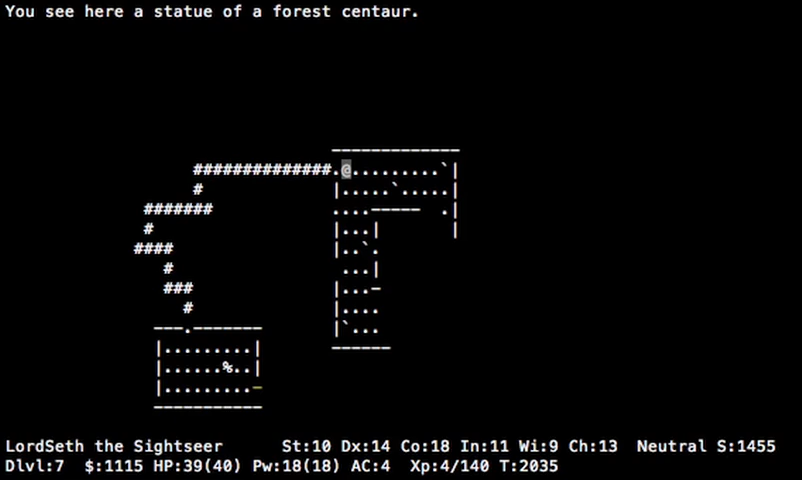 You see here a statue of a forest centaur.
-------------
##############.@.........`|
# |.....`.....|
####### ....----- .|
# |...| |
#### |..`.
# ...|
### |...-
# |....
---.------- |`...
|.........| ------
|......%..|
|.........-
-----------
LordSeth the Sightseer St:10 Dx:14 Co:18 In:11 Wi:9 Ch:13 Neutral S:1455
Dlvl:7 $:1115 HP:39(40) Pw:18(18) AC:4 Xp:4/140 T:2035